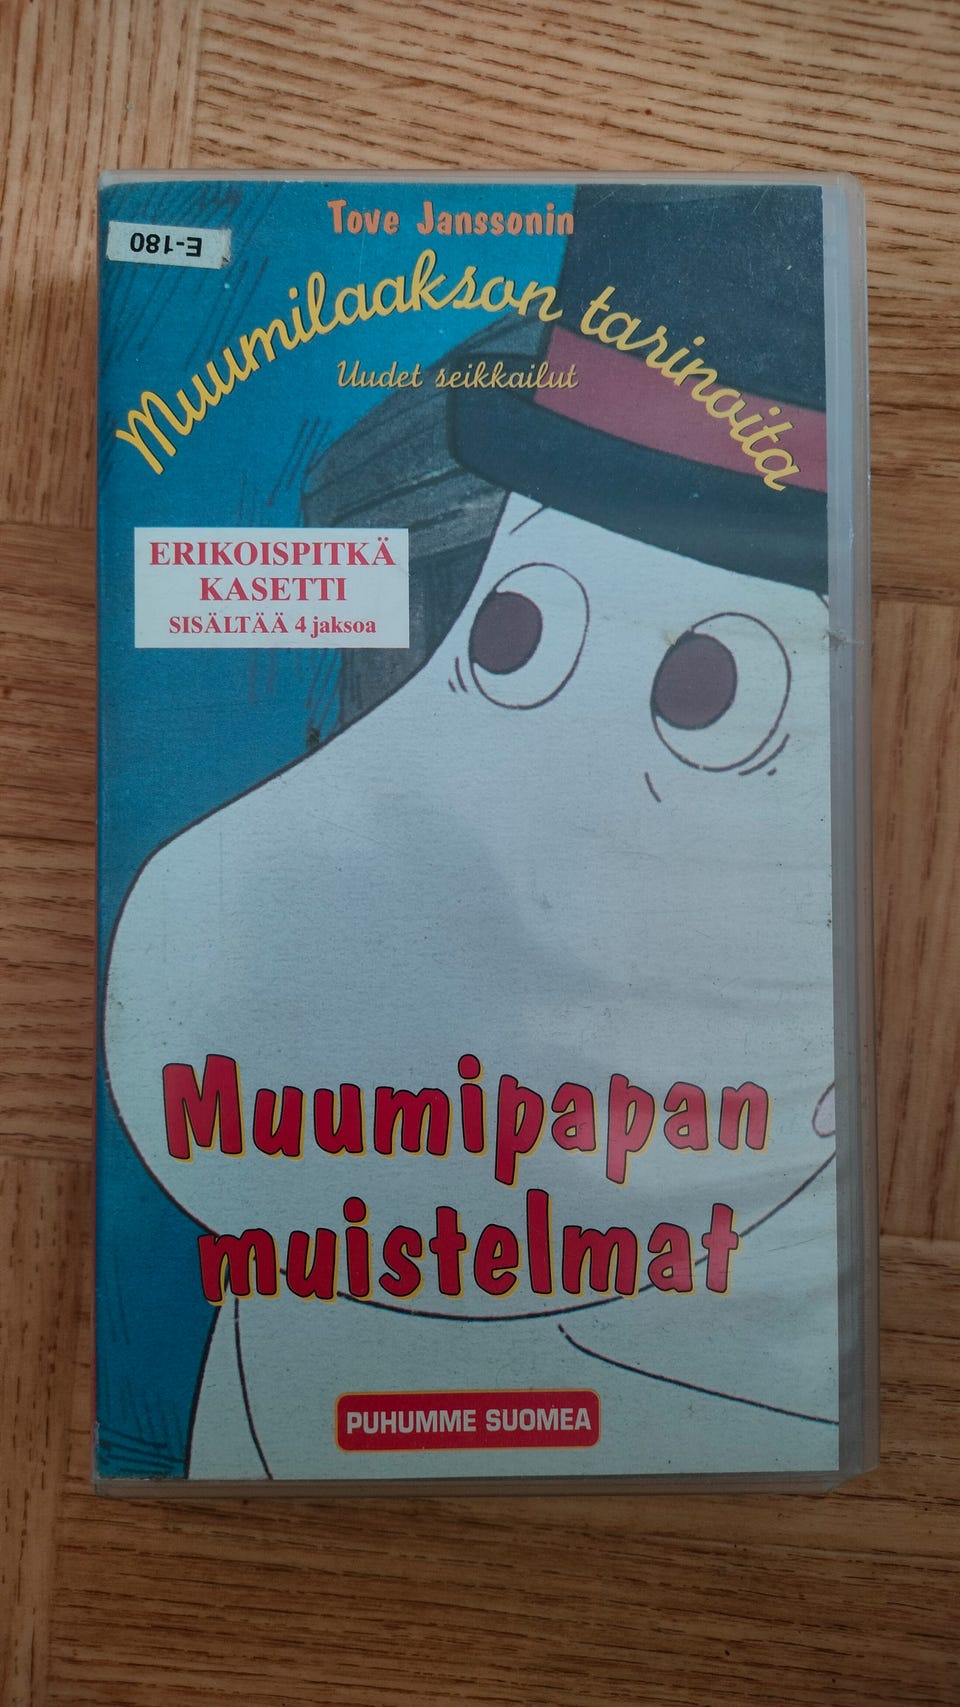 Tove Janssonin
E-180
Muumilaakson tarinoita
Uudet seikkailut
ERIKOISPITKÄ
KASETTI
SISÄLTÄÄ 4 jaksoa
Muumipapan
muistelmat
PUHUMME SUOMEA